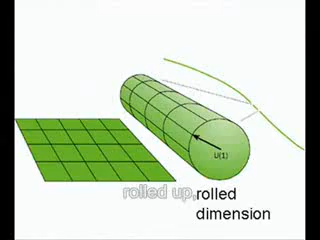 U(1)
rolled up,
rolled
dimension